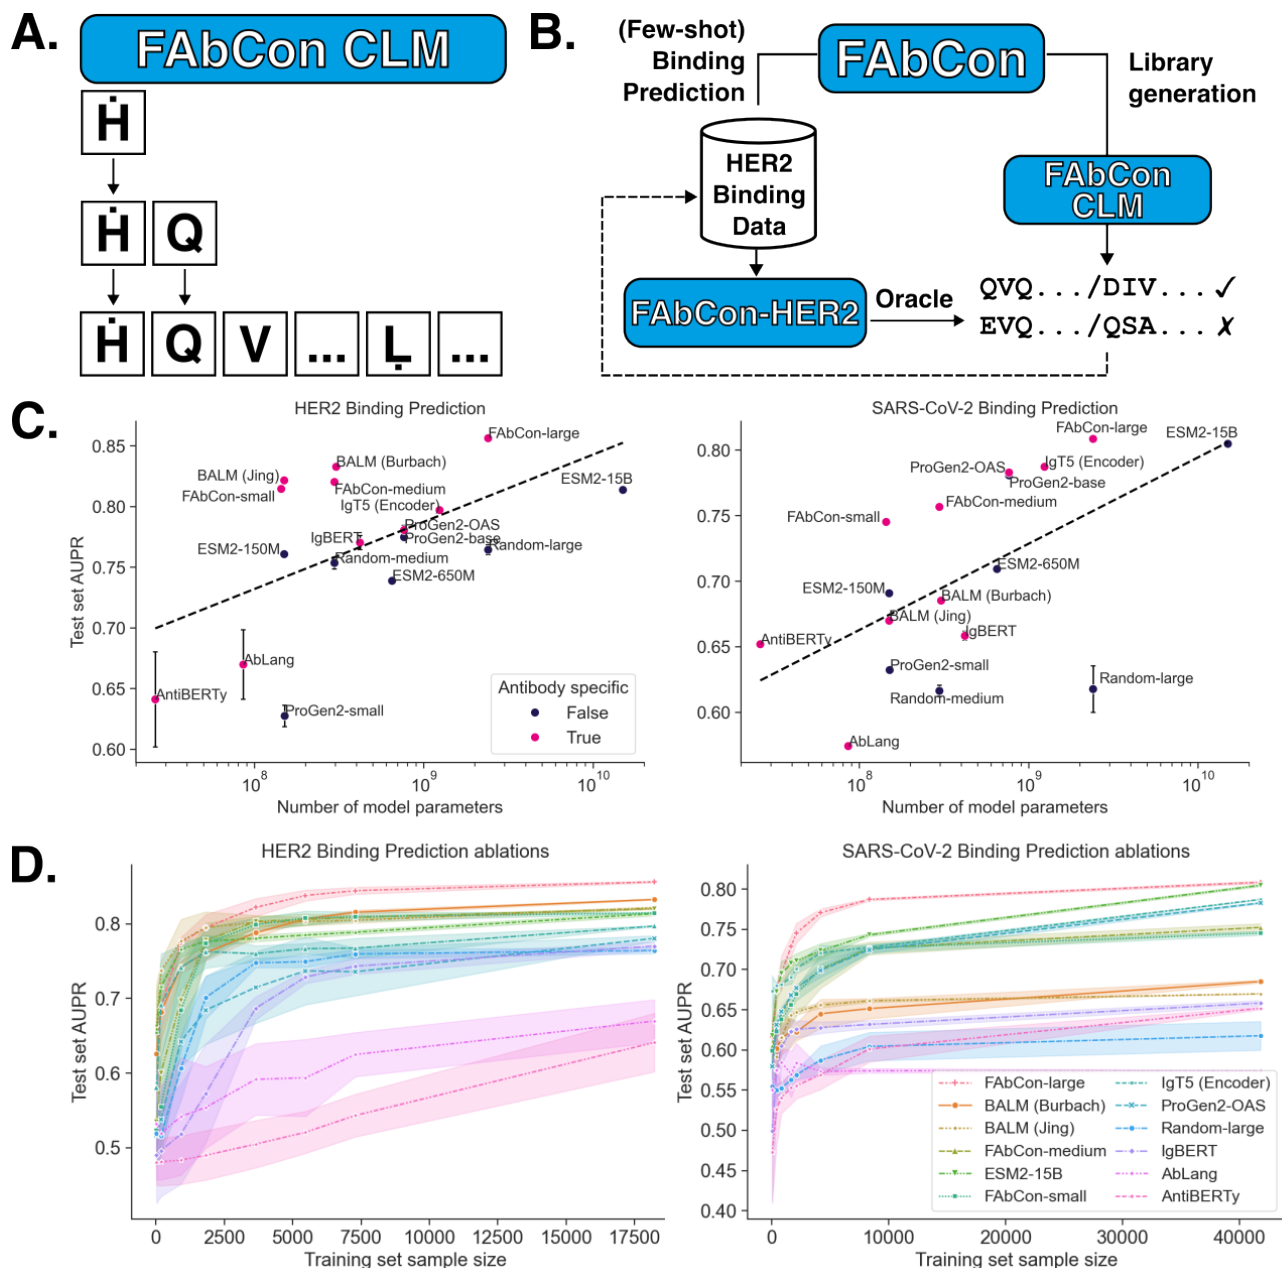 A.
FAbCon CLM
Ḣ
Ḣ Q
Ḣ Q V ... Ḷ ...
B.
(Few-shot)
Binding
Prediction
FAbCon
Library
generation
HER2
Binding
Data
FAbCon
CLM
FAbCon-HER2
Oracle
QVQ.../DIV... ✓
EVQ.../QSA... ✗
C.
HER2 Binding Prediction
Test set AUPR
0.85
0.80
0.75
0.70
0.65
0.60
FAbCon-large
BALM (Burbach)
BALM (Jing)
FAbCon-small
FAbCon-medium
IgT5 (Encoder)
ESM2-15B
ProGen2-OAS
ProGen2-base
IgBERT
Random-large
ESM2-150M
Random-medium
ESM2-650M
AbLang
AntiBERTy
ProGen2-small
Antibody specific
False
True
10⁸ 10⁹ 10¹⁰
Number of model parameters
SARS-CoV-2 Binding Prediction
0.80
0.75
0.70
0.65
0.60
FAbCon-large
ESM2-15B
ProGen2-OAS
IgT5 (Encoder)
ProGen2-base
FAbCon-medium
FAbCon-small
ESM2-650M
ESM2-150M
BALM (Burbach)
BALM (Jing)
IgBERT
AntiBERTy
ProGen2-small
Random-medium
Random-large
AbLang
10⁸ 10⁹ 10¹⁰
Number of model parameters
D.
HER2 Binding Prediction ablations
Test set AUPR
0.8
0.7
0.6
0.5
0 2500 5000 7500 10000 12500 15000 17500
Training set sample size
SARS-CoV-2 Binding Prediction ablations
Test set AUPR
0.80
0.75
0.70
0.65
0.60
0.55
0.50
0.45
0.40
FAbCon-large
BALM (Burbach)
BALM (Jing)
FAbCon-medium
ESM2-15B
FAbCon-small
IgT5 (Encoder)
ProGen2-OAS
Random-large
IgBERT
AbLang
AntiBERTy
0 10000 20000 30000 40000
Training set sample size